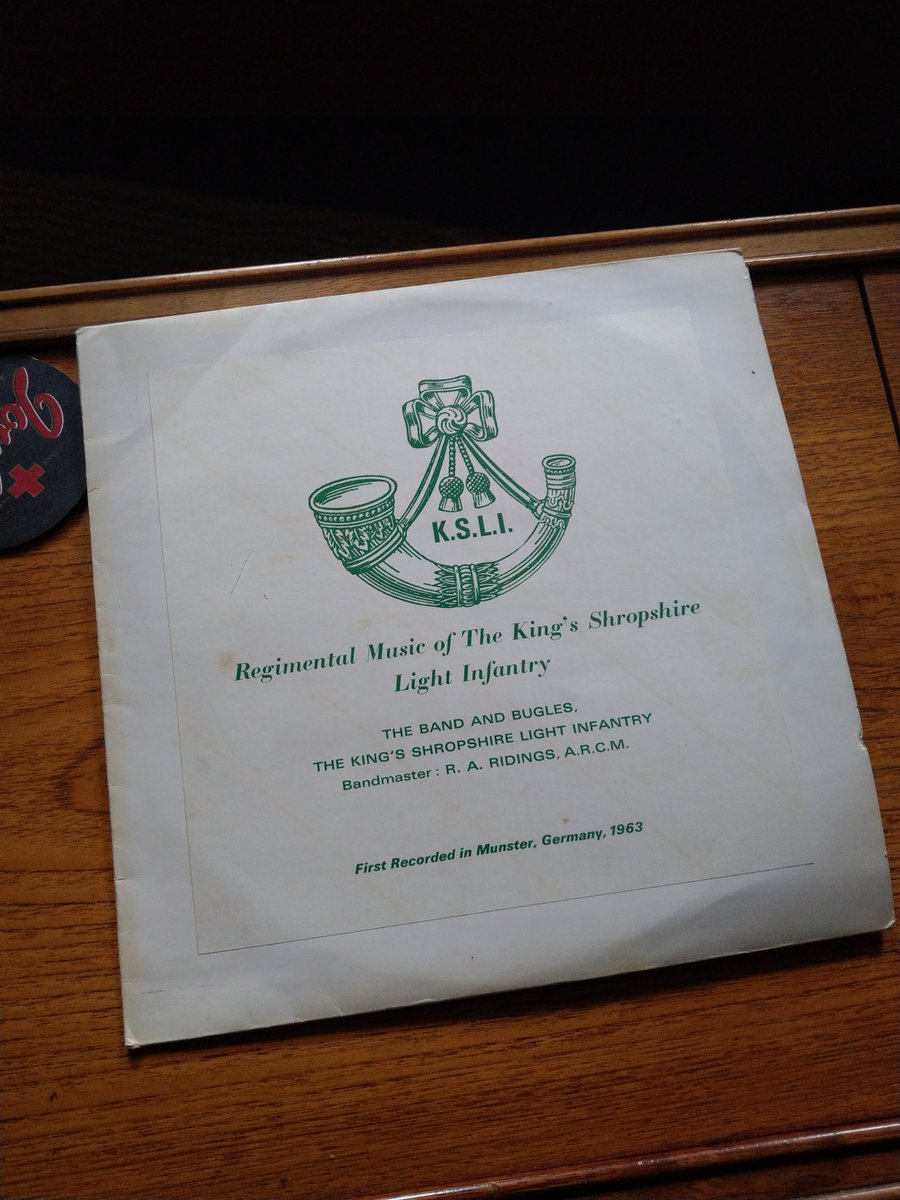 K.S.L.I.
Regimental Music of The King's Shropshire
Light Infantry
THE BAND AND BUGLES,
THE KING'S SHROPSHIRE LIGHT INFANTRY
Bandmaster : R. A. RIDINGS, A.R.C.M.
First Recorded in Munster, Germany, 1963